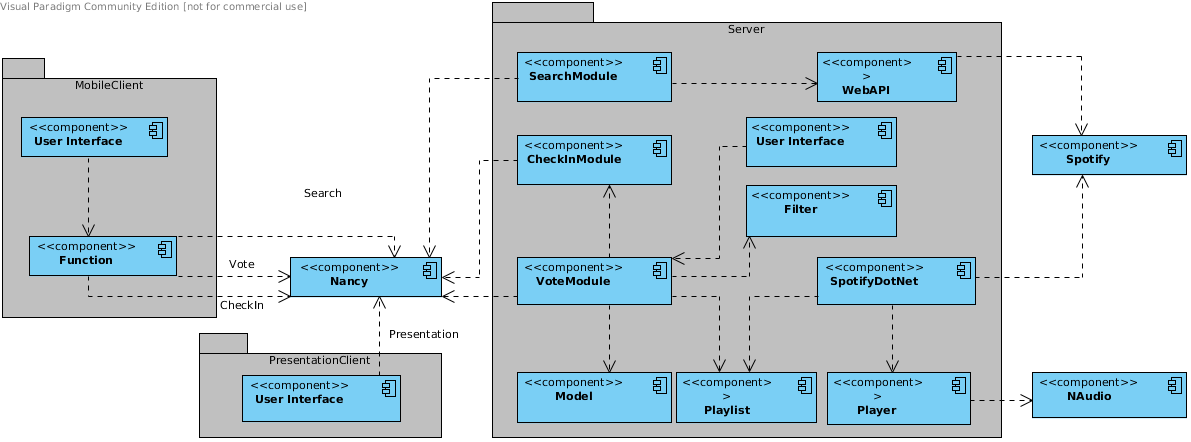 Visual Paradigm Community Edition [not for commercial use]
Server
<<component>>
SearchModule
<<component>
>
WebAPI
MobileClient
<<component>>
User Interface
<<component>>
CheckInModule
<<component>>
User Interface
<<component>>
Spotify
Search
<<component>>
Filter
<<component>>
Function
Vote
<<component>>
Nancy
CheckIn
<<component>>
VoteModule
<<component>>
SpotifyDotNet
Presentation
PresentationClient
<<component>>
User Interface
<<component>>
Model
<<component>
>
Playlist
<<component>
>
Player
<<component>>
NAudio